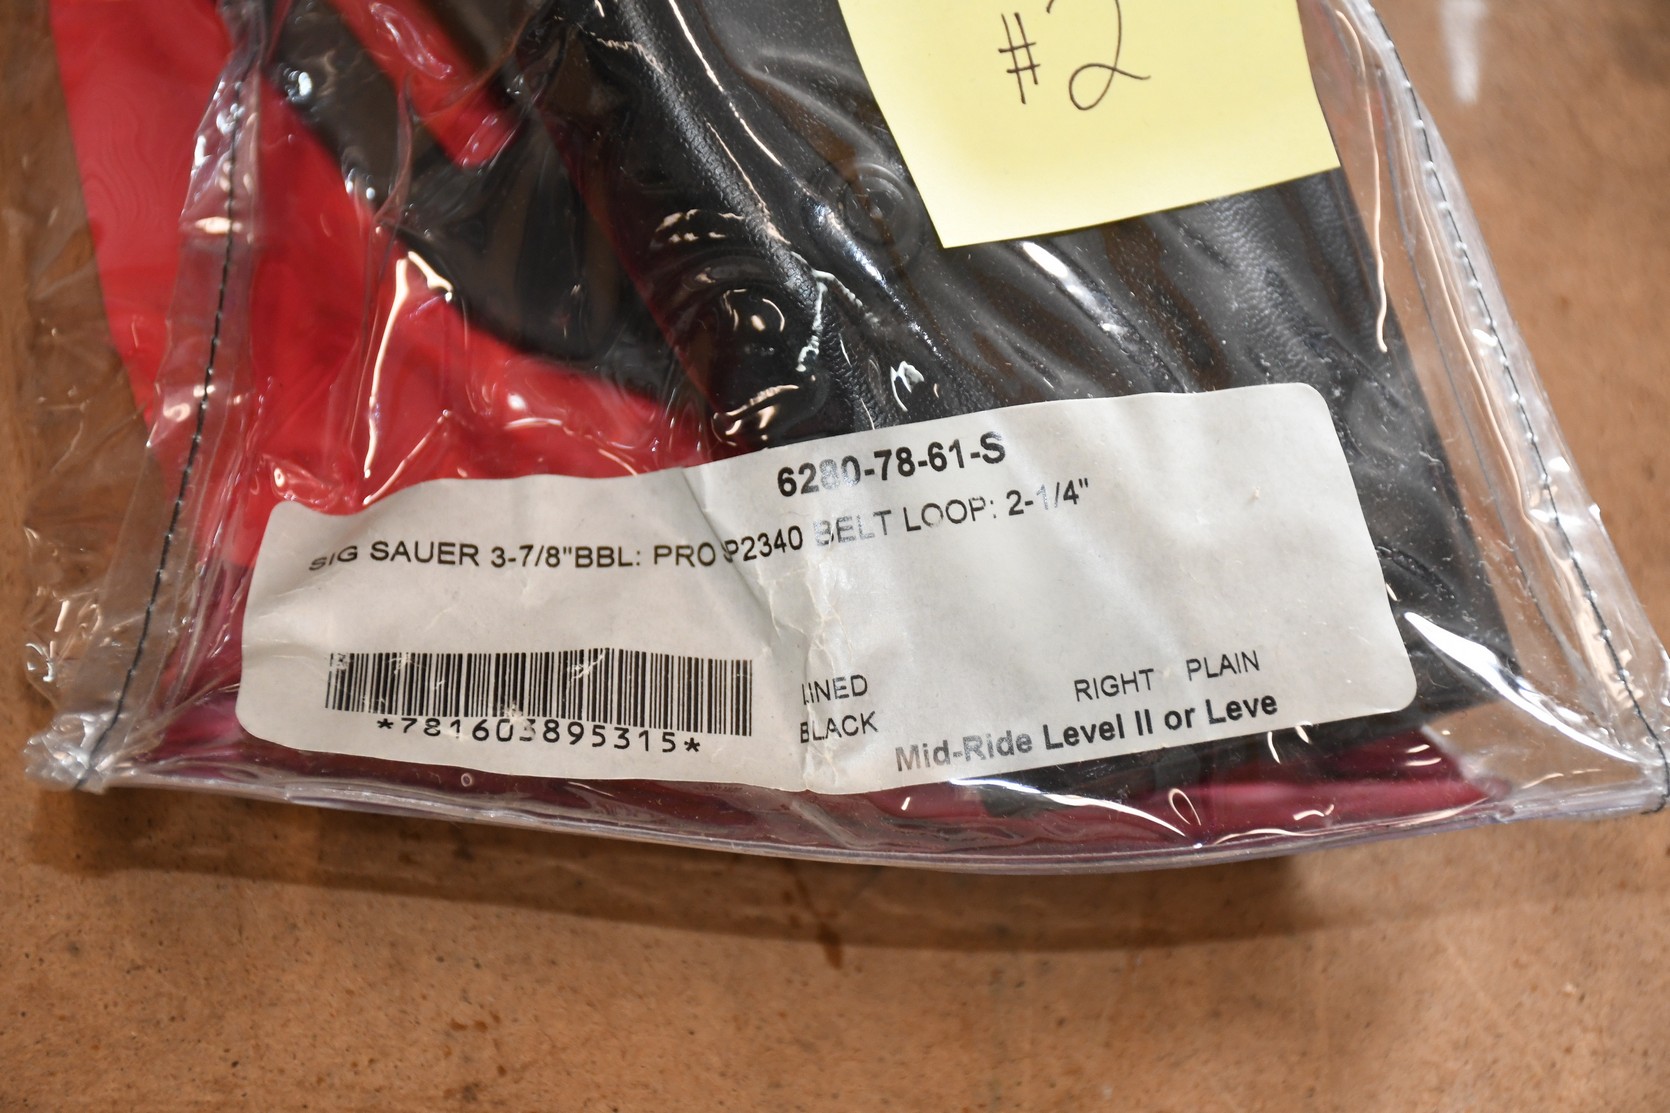 #2
6280-78-61-S
SIG SAUER 3-7/8"BBL: PRO P2340 BELT LOOP: 2-1/4"
*781603895315*
LINED
BLACK
RIGHT PLAIN
Mid-Ride Level II or Leve